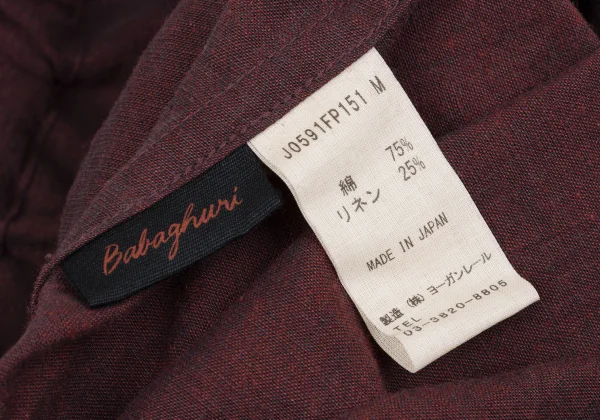 Babaghuri
J0591FP151 M
綿 75%
リネン 25%
MADE IN JAPAN
製造 (株) ヨーガンレール
TEL
03-3820-8805